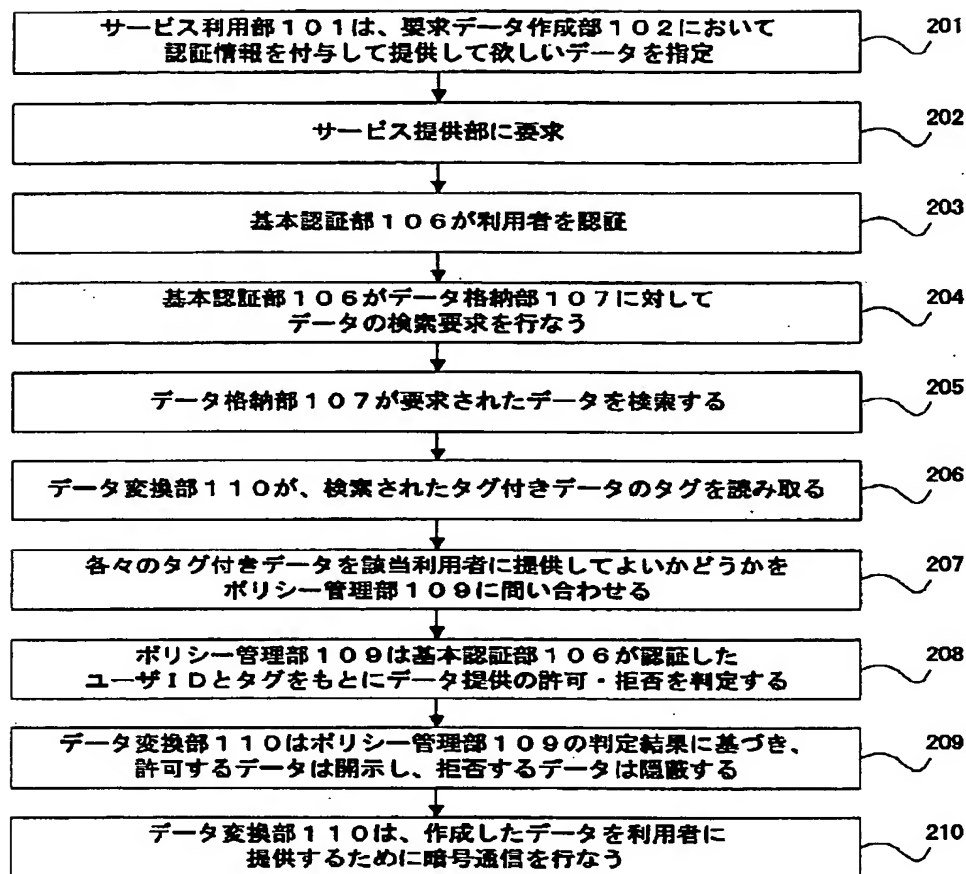 サービス利用部101は、要求データ作成部102において
認証情報を付与して提供して欲しいデータを指定
201
サービス提供部に要求
202
基本認証部106が利用者を認証
203
基本認証部106がデータ格納部107に対して
データの検索要求を行なう
204
データ格納部107が要求されたデータを検索する
205
データ変換部110が、検索されたタグ付きデータのタグを読み取る
206
各々のタグ付きデータを該当利用者に提供してよいかどうかを
ポリシー管理部109に問い合わせる
207
ポリシー管理部109は基本認証部106が認証した
ユーザIDとタグをもとにデータ提供の許可・拒否を判定する
208
データ変換部110はポリシー管理部109の判定結果に基づき、
許可するデータは開示し、拒否するデータは隠蔽する
209
データ変換部110は、作成したデータを利用者に
提供するために暗号通信を行なう
210